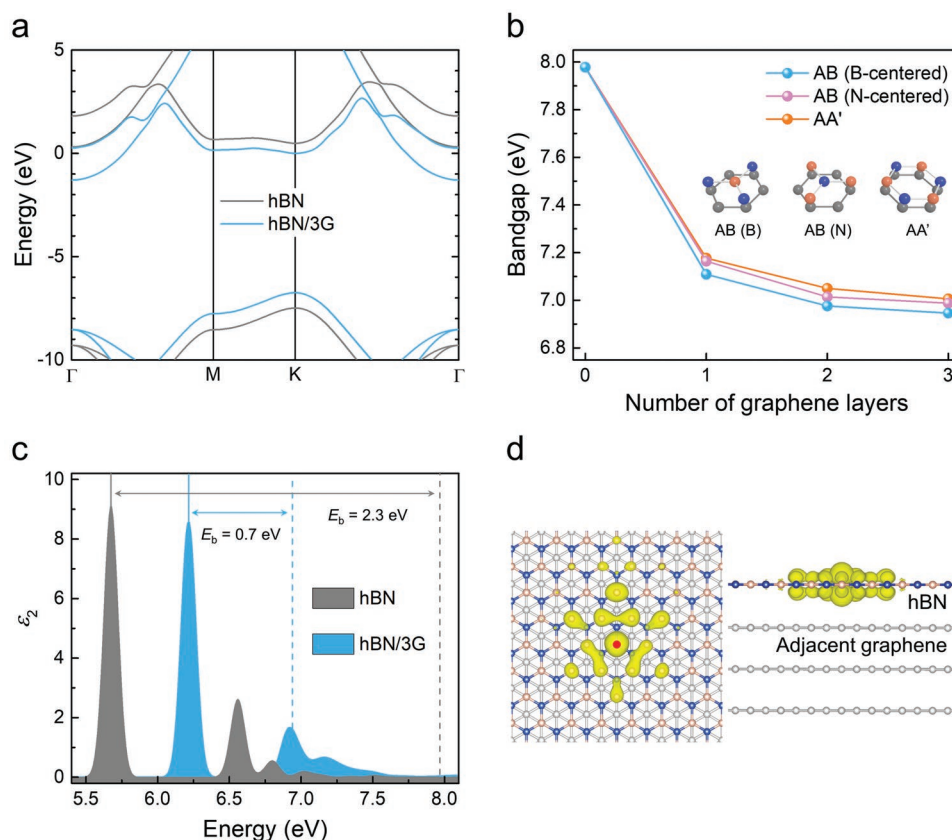 a
5
0
-5
-10
Energy (eV)
hBN
hBN/3G
Γ
M
K
Γ
b
8.0
7.8
7.6
7.4
7.2
7.0
6.8
Bandgap (eV)
AB (B-centered)
AB (N-centered)
AA'
AB (B)
AB (N)
AA'
0
1
2
3
Number of graphene layers
c
10
8
6
4
2
0
ε2
Eb = 2.3 eV
Eb = 0.7 eV
hBN
hBN/3G
5.5
6.0
6.5
7.0
7.5
8.0
Energy (eV)
d
hBN
Adjacent graphene